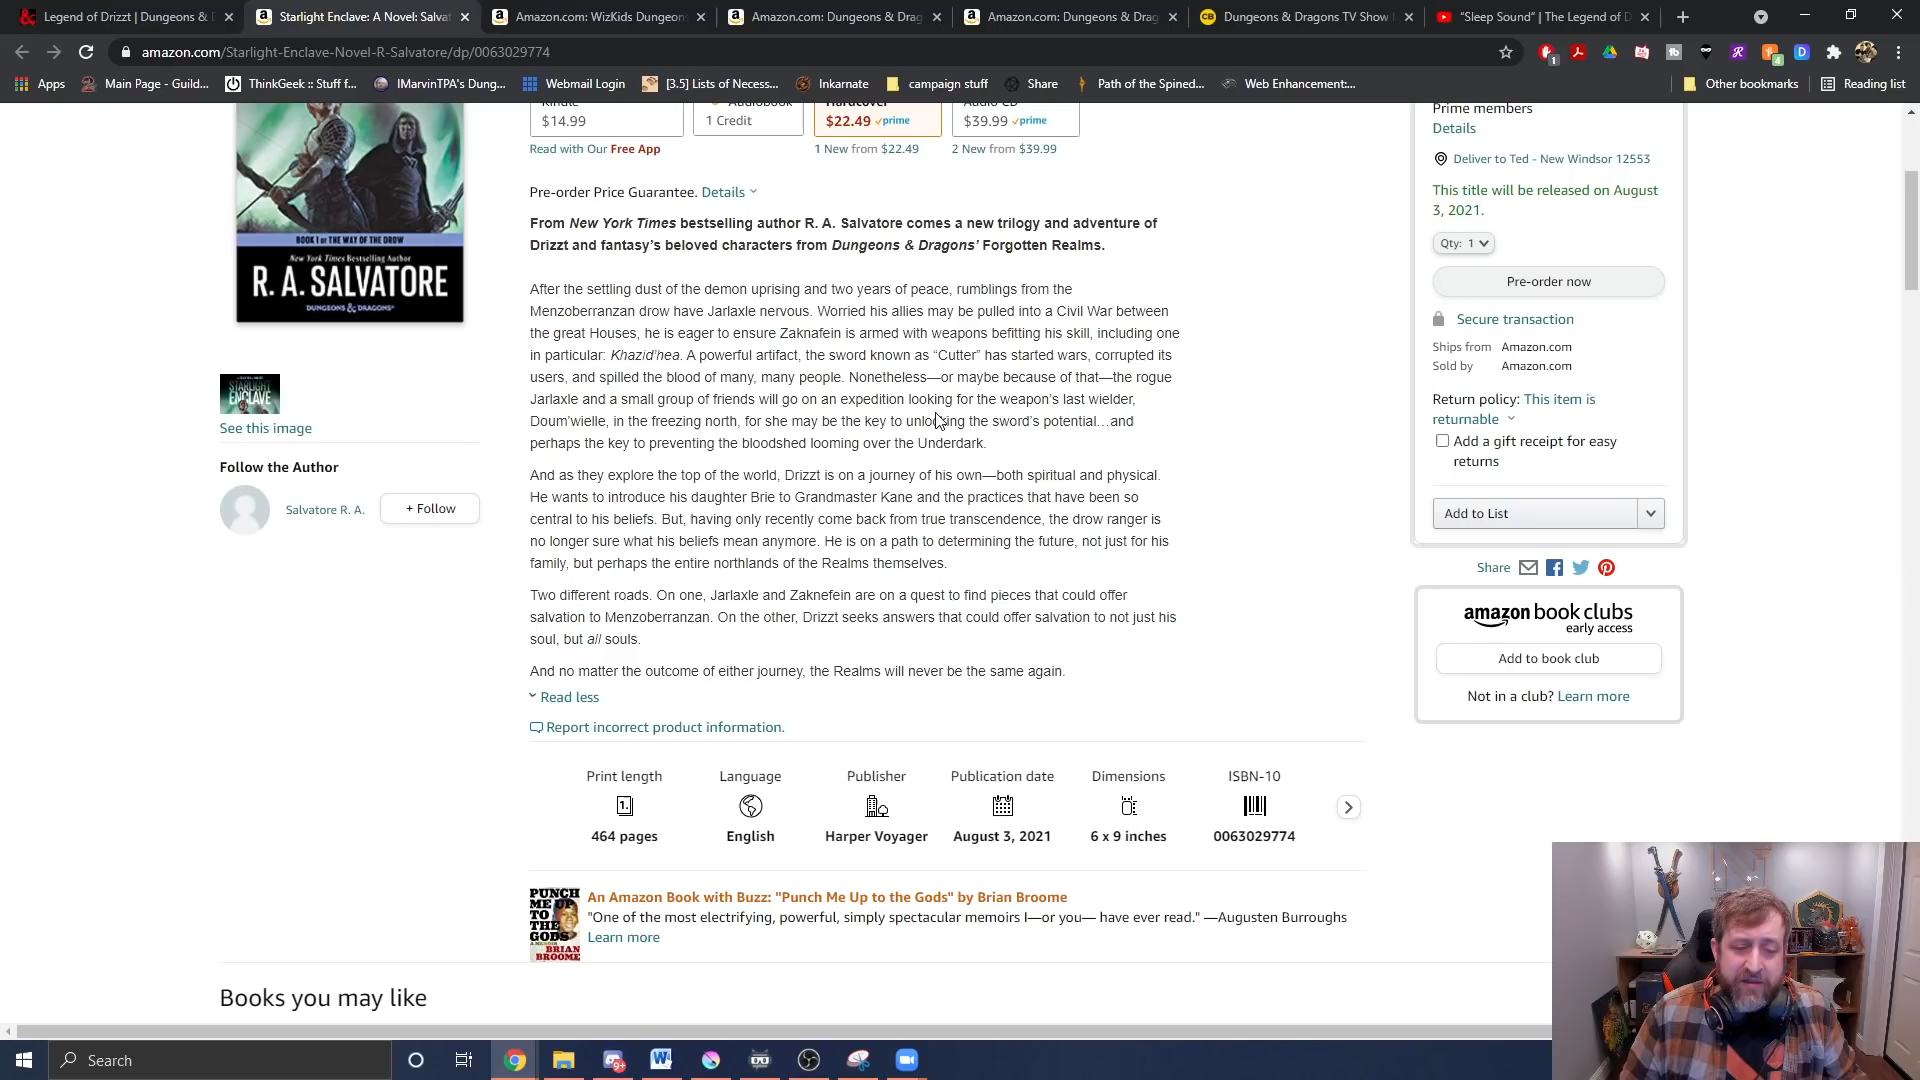 Legend of Drizzt | Dungeons & D
Starlight Enclave: A Novel: Salvat
Amazon.com: WizKids Dungeons
Amazon.com: Dungeons & Drag
Amazon.com: Dungeons & Drag
Dungeons & Dragons TV Show
"Sleep Sound" | The Legend of D
amazon.com/Starlight-Enclave-Novel-R-Salvatore/dp/0063029774
Apps
Main Page - Guild...
ThinkGeek :: Stuff f...
IMarvinTPA's Dung...
Webmail Login
[3.5] Lists of Necess...
Inkarnate
campaign stuff
Share
Path of the Spined...
Web Enhancement:...
Other bookmarks
Reading list
BOOK I OF THE WAY OF THE DROW
New York Times Bestselling Author
R. A. SALVATORE
DUNGEONS & DRAGONS
STARLIGHT
ENCLAVE
See this image
Follow the Author
Salvatore R. A.
+ Follow
Kindle
$14.99
Audiobook
1 Credit
Hardcover
$22.49 prime
Audio CD
$39.99 prime
Read with Our Free App
1 New from $22.49
2 New from $39.99
Pre-order Price Guarantee. Details
From New York Times bestselling author R. A. Salvatore comes a new trilogy and adventure of
Drizzt and fantasy's beloved characters from Dungeons & Dragons' Forgotten Realms.
After the settling dust of the demon uprising and two years of peace, rumblings from the
Menzoberranzan drow have Jarlaxle nervous. Worried his allies may be pulled into a Civil War between
the great Houses, he is eager to ensure Zaknafein is armed with weapons befitting his skill, including one
in particular: Khazid'hea. A powerful artifact, the sword known as "Cutter" has started wars, corrupted its
users, and spilled the blood of many, many people. Nonetheless—or maybe because of that—the rogue
Jarlaxle and a small group of friends will go on an expedition looking for the weapon's last wielder,
Doum'wielle, in the freezing north, for she may be the key to unlocking the sword's potential…and
perhaps the key to preventing the bloodshed looming over the Underdark.
And as they explore the top of the world, Drizzt is on a journey of his own—both spiritual and physical.
He wants to introduce his daughter Brie to Grandmaster Kane and the practices that have been so
central to his beliefs. But, having only recently come back from true transcendence, the drow ranger is
no longer sure what his beliefs mean anymore. He is on a path to determining the future, not just for his
family, but perhaps the entire northlands of the Realms themselves.
Two different roads. On one, Jarlaxle and Zaknefein are on a quest to find pieces that could offer
salvation to Menzoberranzan. On the other, Drizzt seeks answers that could offer salvation to not just his
soul, but all souls.
And no matter the outcome of either journey, the Realms will never be the same again.
Read less
Report incorrect product information.
Print length
Language
Publisher
Publication date
Dimensions
ISBN-10
464 pages
English
Harper Voyager
August 3, 2021
6 x 9 inches
0063029774
PUNCH
ME UP
TO THE
GODS
A MEMOIR
BRIAN
BROOME
An Amazon Book with Buzz: "Punch Me Up to the Gods" by Brian Broome
"One of the most electrifying, powerful, simply spectacular memoirs I—or you— have ever read." —Augusten Burroughs
Learn more
Books you may like
Prime members
Details
Deliver to Ted - New Windsor 12553
This title will be released on August
3, 2021.
Qty: 1
Pre-order now
Secure transaction
Ships from Amazon.com
Sold by Amazon.com
Return policy: This item is
returnable
Add a gift receipt for easy
returns
Add to List
Share
amazon book clubs
early access
Add to book club
Not in a club? Learn more
Search